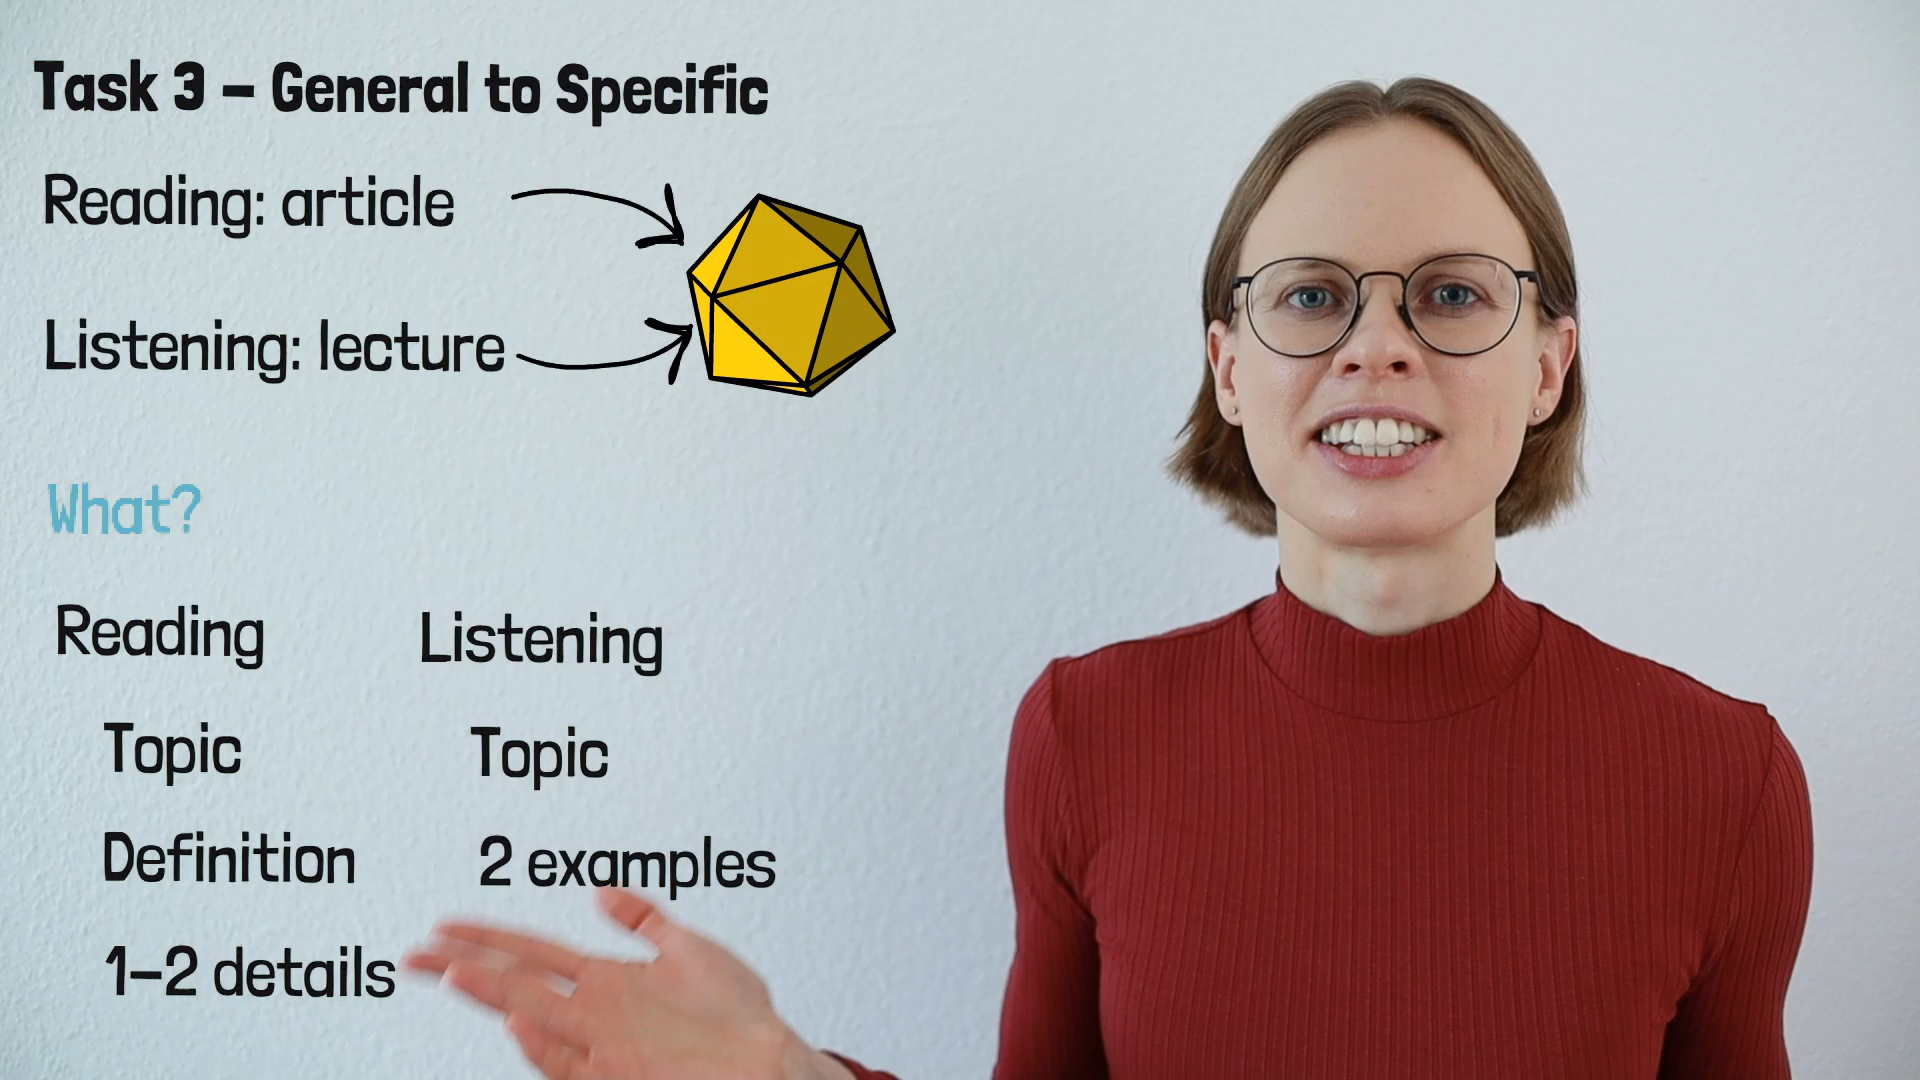 Task 3 – General to Specific
Reading: article
Listening: lecture
What?
Reading Listening
Topic Topic
Definition 2 examples
1–2 details